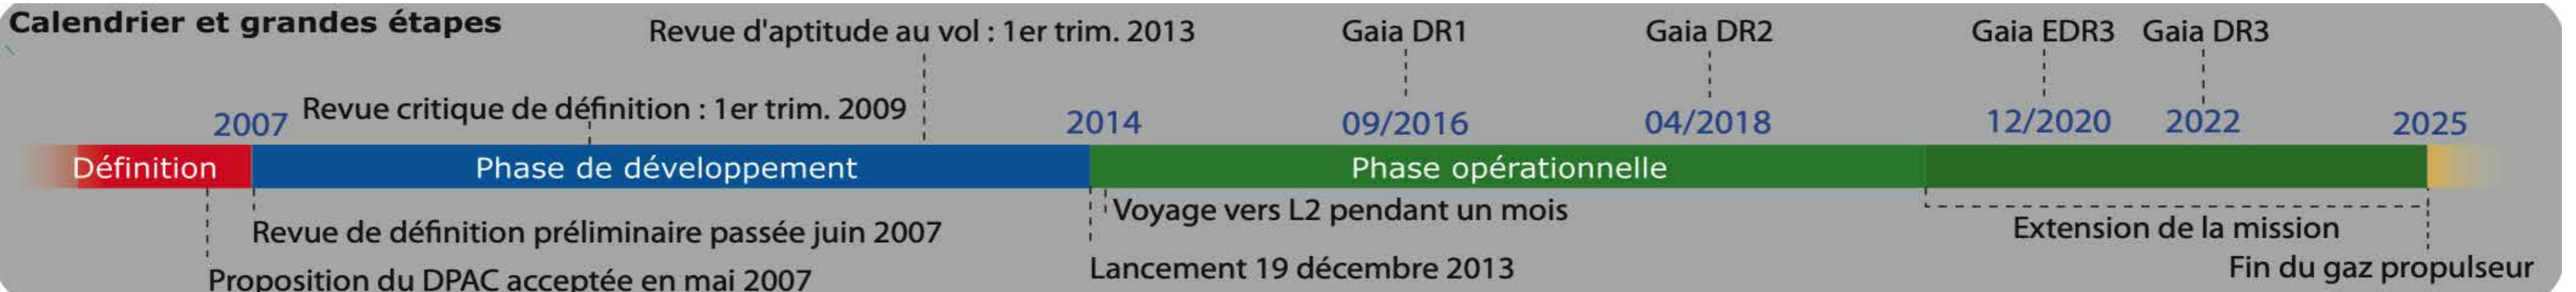 Calendrier et grandes étapes
Revue d'aptitude au vol : 1er trim. 2013
Gaia DR1
Gaia DR2
Gaia EDR3
Gaia DR3
2007
Revue critique de définition : 1er trim. 2009
2014
09/2016
04/2018
12/2020
2022
2025
Définition
Phase de développement
Phase opérationnelle
Voyage vers L2 pendant un mois
Revue de définition préliminaire passée juin 2007
Extension de la mission
Proposition du DPAC acceptée en mai 2007
Lancement 19 décembre 2013
Fin du gaz propulseur